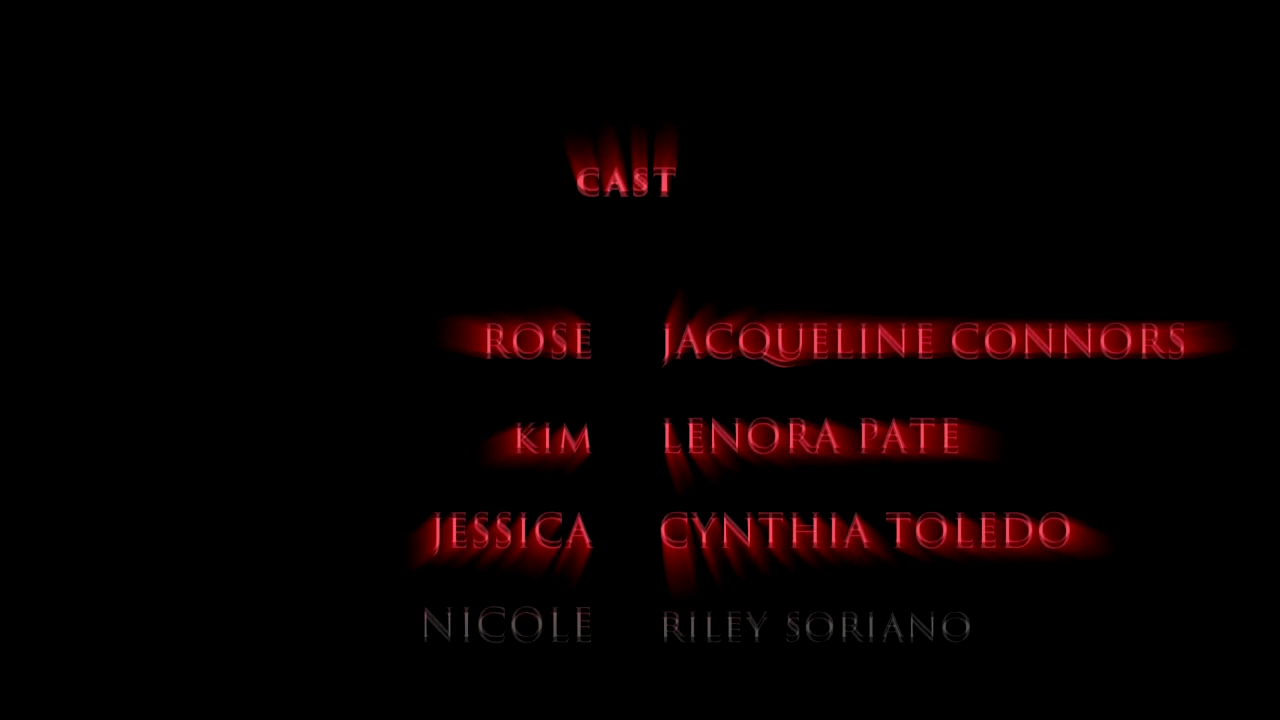 CAST
ROSE JACQUELINE CONNORS
KIM LENORA PATE
JESSICA CYNTHIA TOLEDO
NICOLE RILEY SORIANO